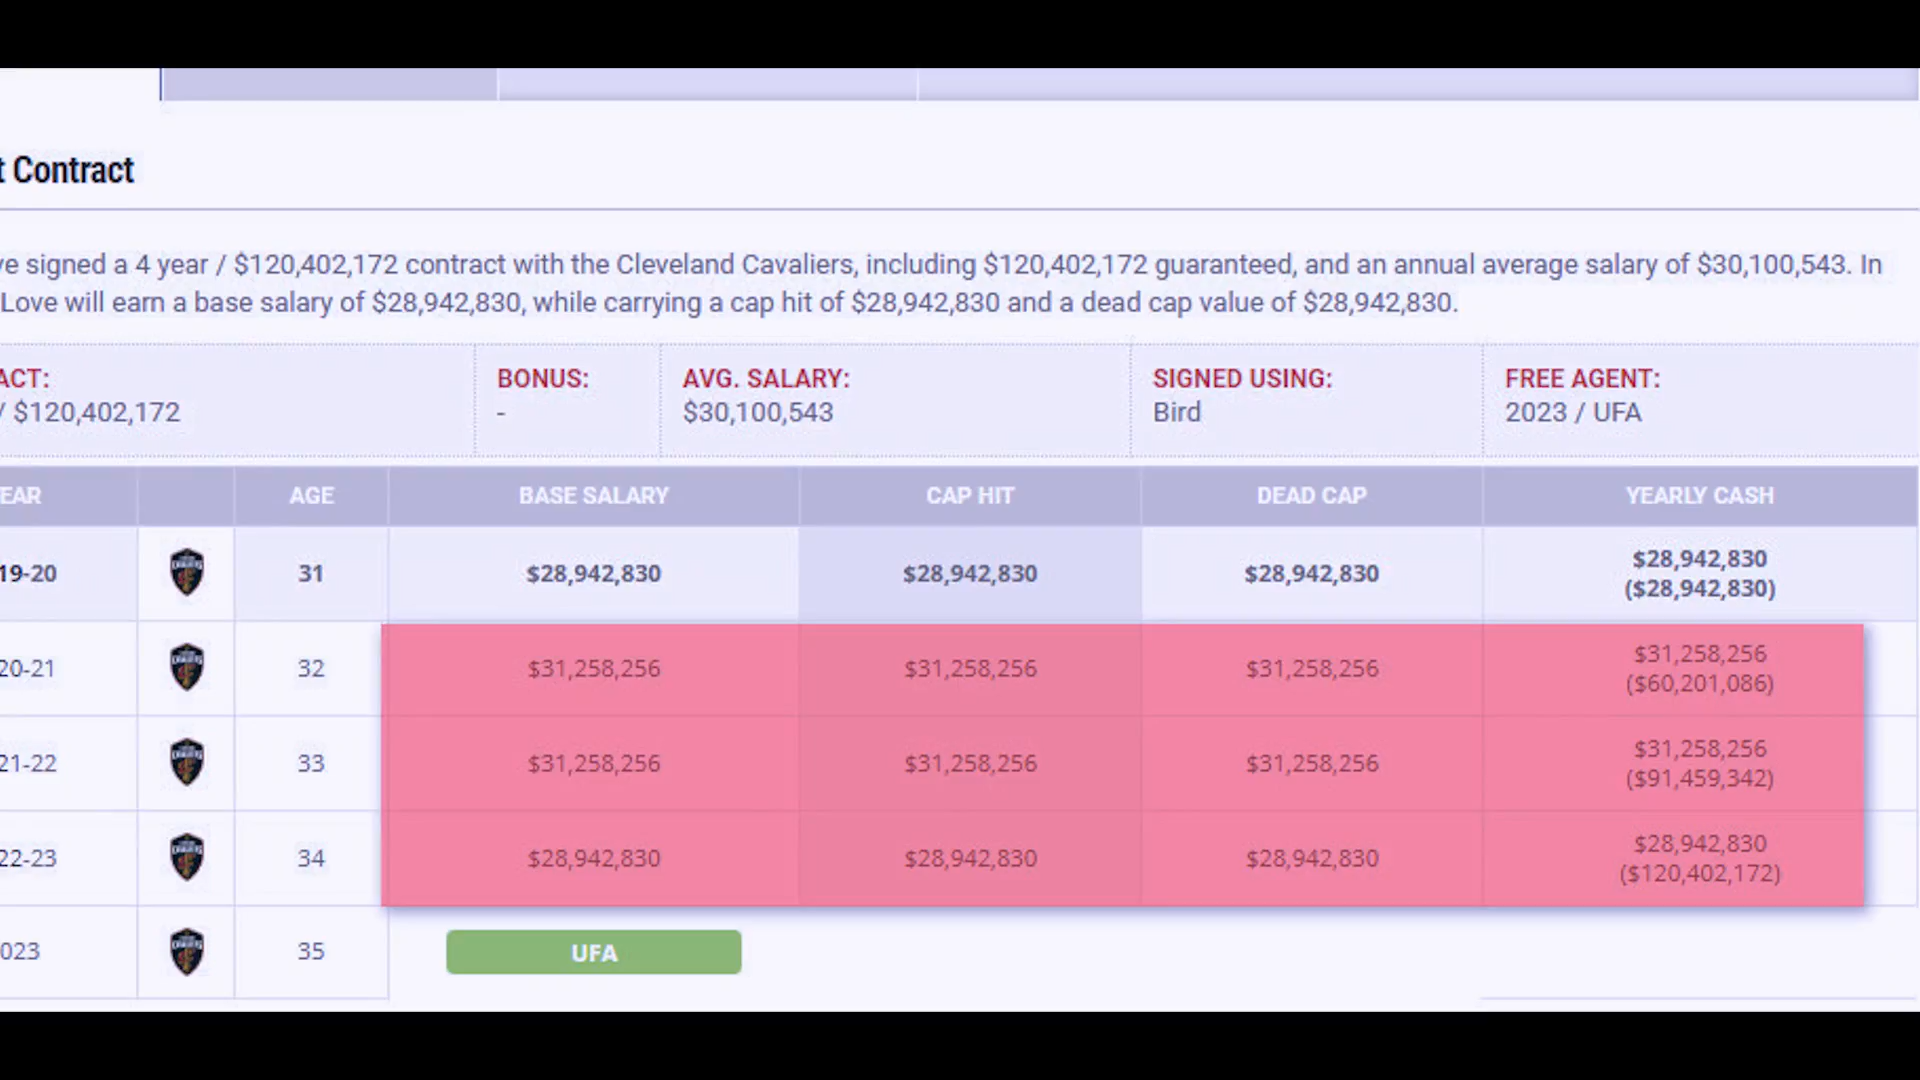 t Contract
ve signed a 4 year / $120,402,172 contract with the Cleveland Cavaliers, including $120,402,172 guaranteed, and an annual average salary of $30,100,543. In
Love will earn a base salary of $28,942,830, while carrying a cap hit of $28,942,830 and a dead cap value of $28,942,830.
ACT: BONUS: AVG. SALARY: SIGNED USING: FREE AGENT:
/ $120,402,172 - $30,100,543 Bird 2023 / UFA
EAR AGE BASE SALARY CAP HIT DEAD CAP YEARLY CASH
19-20 31 $28,942,830 $28,942,830 $28,942,830 $28,942,830
($28,942,830)
20-21 32 $31,258,256 $31,258,256 $31,258,256 $31,258,256
($60,201,086)
21-22 33 $31,258,256 $31,258,256 $31,258,256 $31,258,256
($91,459,342)
22-23 34 $28,942,830 $28,942,830 $28,942,830 $28,942,830
($120,402,172)
023 35 UFA